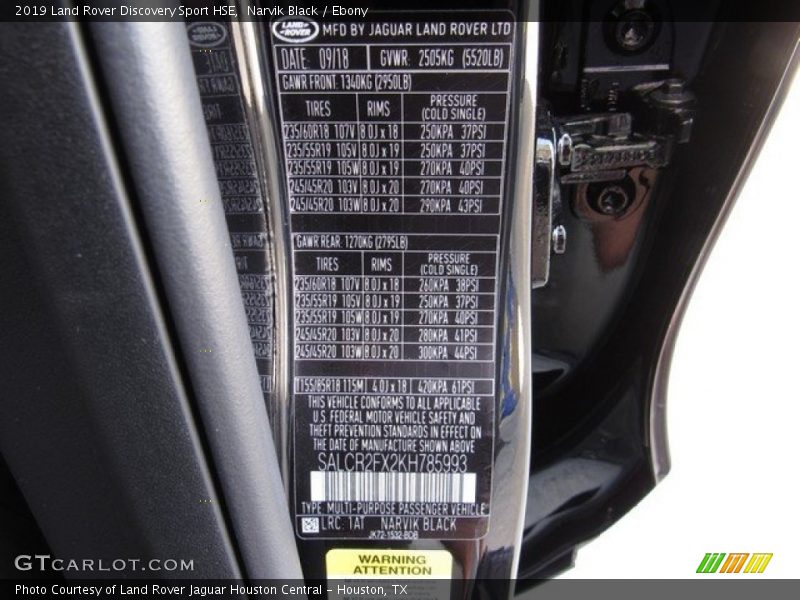 2019 Land Rover Discovery Sport HSE, Narvik Black / Ebony
LAND ROVER
MFD BY JAGUAR LAND ROVER LTD
DATE: 09/18 GVWR: 2505KG (5520LB)
GAWR FRONT: 1340KG (2950LB)
TIRES RIMS PRESSURE (COLD SINGLE)
235/60R18 107V 8.0J x 18 250KPA 37PSI
235/55R19 105V 8.0J x 19 250KPA 37PSI
235/55R19 105W 8.0J x 19 270KPA 40PSI
245/45R20 103V 8.0J x 20 270KPA 40PSI
245/45R20 103W 8.0J x 20 290KPA 43PSI
GAWR REAR: 1270KG (2795LB)
TIRES RIMS PRESSURE (COLD SINGLE)
235/60R18 107V 8.0J x 18 260KPA 38PSI
235/55R19 105V 8.0J x 19 250KPA 37PSI
235/55R19 105W 8.0J x 19 270KPA 40PSI
245/45R20 103V 8.0J x 20 280KPA 41PSI
245/45R20 103W 8.0J x 20 300KPA 44PSI
T155/85R18 115M 4.0J x 18 420KPA 61PSI
THIS VEHICLE CONFORMS TO ALL APPLICABLE
U.S. FEDERAL MOTOR VEHICLE SAFETY AND
THEFT PREVENTION STANDARDS IN EFFECT ON
THE DATE OF MANUFACTURE SHOWN ABOVE
SALCR2FX2KH785993
TYPE: MULTI-PURPOSE PASSENGER VEHICLE
LRC: 1AT NARVIK BLACK
JK72-1532-BDB
WARNING
ATTENTION
GTCARLOT.COM
Photo Courtesy of Land Rover Jaguar Houston Central - Houston, TX